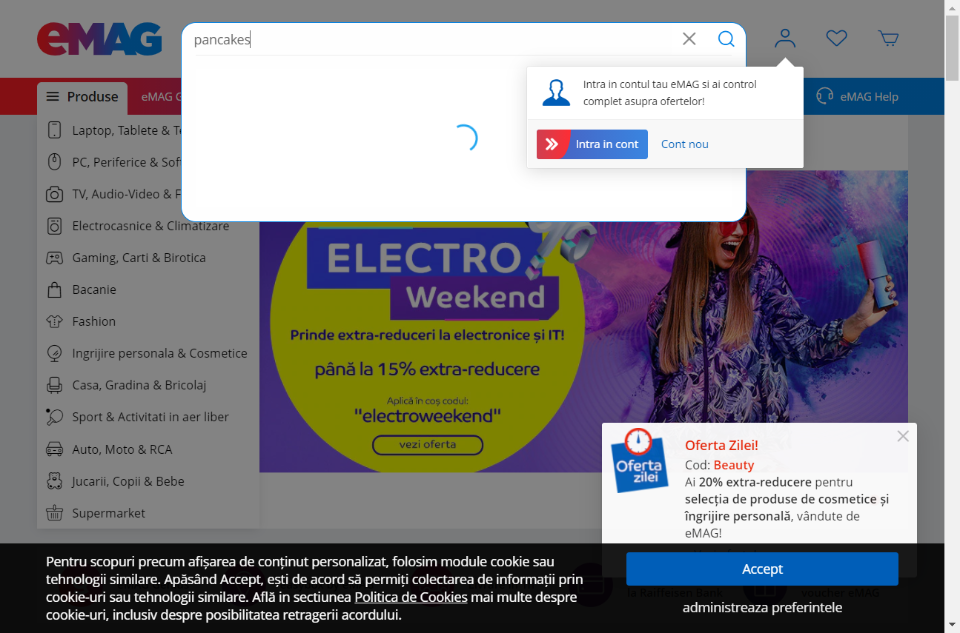 eMAG
pancakes
Intra in contul tau eMAG si ai control
complet asupra ofertelor!
Intra in cont
Cont nou
Produse
eMAG G
eMAG Help
Laptop, Tablete & Te
PC, Periferice & Soft
TV, Audio-Video & F
Electrocasnice & Climatizare
Gaming, Carti & Birotica
Bacanie
Fashion
Ingrijire personala & Cosmetice
Casa, Gradina & Bricolaj
Sport & Activitati in aer liber
Auto, Moto & RCA
Jucarii, Copii & Bebe
Supermarket
ELECTRO
Weekend
Prinde extra-reduceri la electronice și IT!
până la 15% extra-reducere
Aplică în coș codul:
"electroweekend"
vezi oferta
Oferta
zilei
Oferta Zilei!
Cod: Beauty
Ai 20% extra-reducere pentru
selecția de produse de cosmetice și
îngrijire personală, vândute de
eMAG!
Pentru scopuri precum afișarea de conținut personalizat, folosim module cookie sau
tehnologii similare. Apăsând Accept, ești de acord să permiți colectarea de informații prin
cookie-uri sau tehnologii similare. Află in sectiunea Politica de Cookies mai multe despre
cookie-uri, inclusiv despre posibilitatea retragerii acordului.
Accept
la Raiffeisen Bank
voucher eMAG
administreaza preferintele